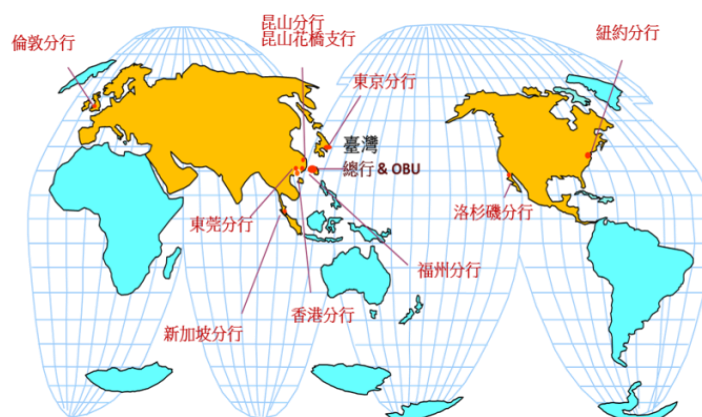 昆山分行
昆山花橋支行
倫敦分行
紐約分行
東京分行
臺灣
總行 & OBU
東莞分行
洛杉磯分行
福州分行
香港分行
新加坡分行